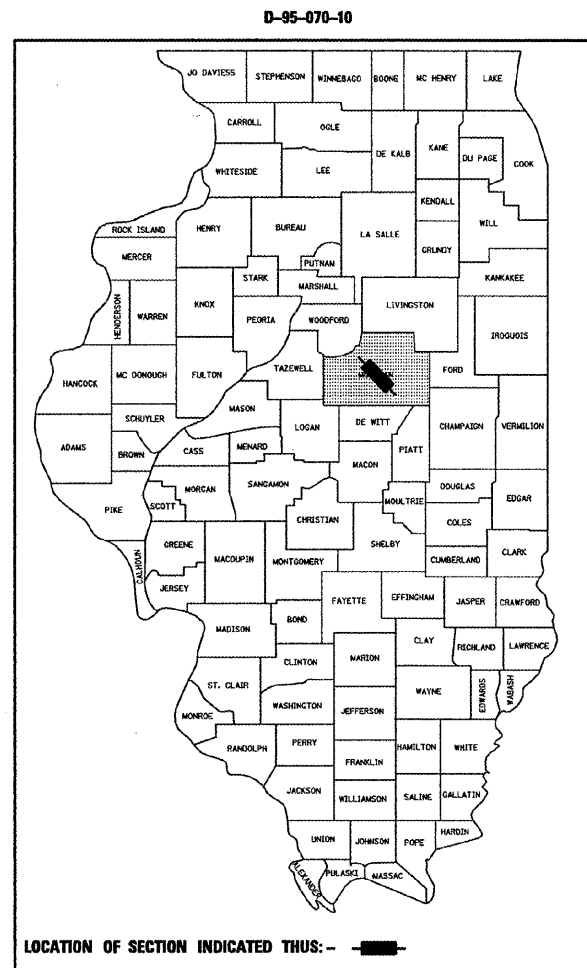 D-95-070-10
JO DAVIESS STEPHENSON WINNEBAGO BOONE MC HENRY LAKE
CARROLL OGLE
DE KALB KANE DU PAGE COOK
WHITESIDE LEE
KENDALL WILL
ROCK ISLAND HENRY BUREAU LA SALLE
GRUNDY
MERCER PUTNAM
STARK KANKAKEE
MARSHALL
HENDERSON WARREN KNOX PEORIA WOODFORD LIVINGSTON IROQUOIS
HANCOCK MC DONOUGH FULTON TAZEWELL FORD
MASON
SCHUYLER LOGAN DE WITT CHAMPAIGN VERMILION
ADAMS BROWN CASS MENARD PIATT
MACON
MORGAN SANGAMON DOUGLAS
PIKE SCOTT MOULTRIE EDGAR
CHRISTIAN COLES
GREENE SHELBY
CALHOUN MACOUPIN MONTGOMERY CUMBERLAND CLARK
JERSEY
FAYETTE EFFINGHAM JASPER CRAWFORD
MADISON BOND
CLAY RICHLAND LAWRENCE
CLINTON MARION
ST. CLAIR WAYNE EDWARDS WABASH
MONROE WASHINGTON JEFFERSON
RANDOLPH PERRY HAMILTON WHITE
FRANKLIN
JACKSON WILLIAMSON SALINE GALLATIN
HARDIN
UNION JOHNSON POPE
ALEXANDER PULASKI MASSAC
LOCATION OF SECTION INDICATED THUS: -